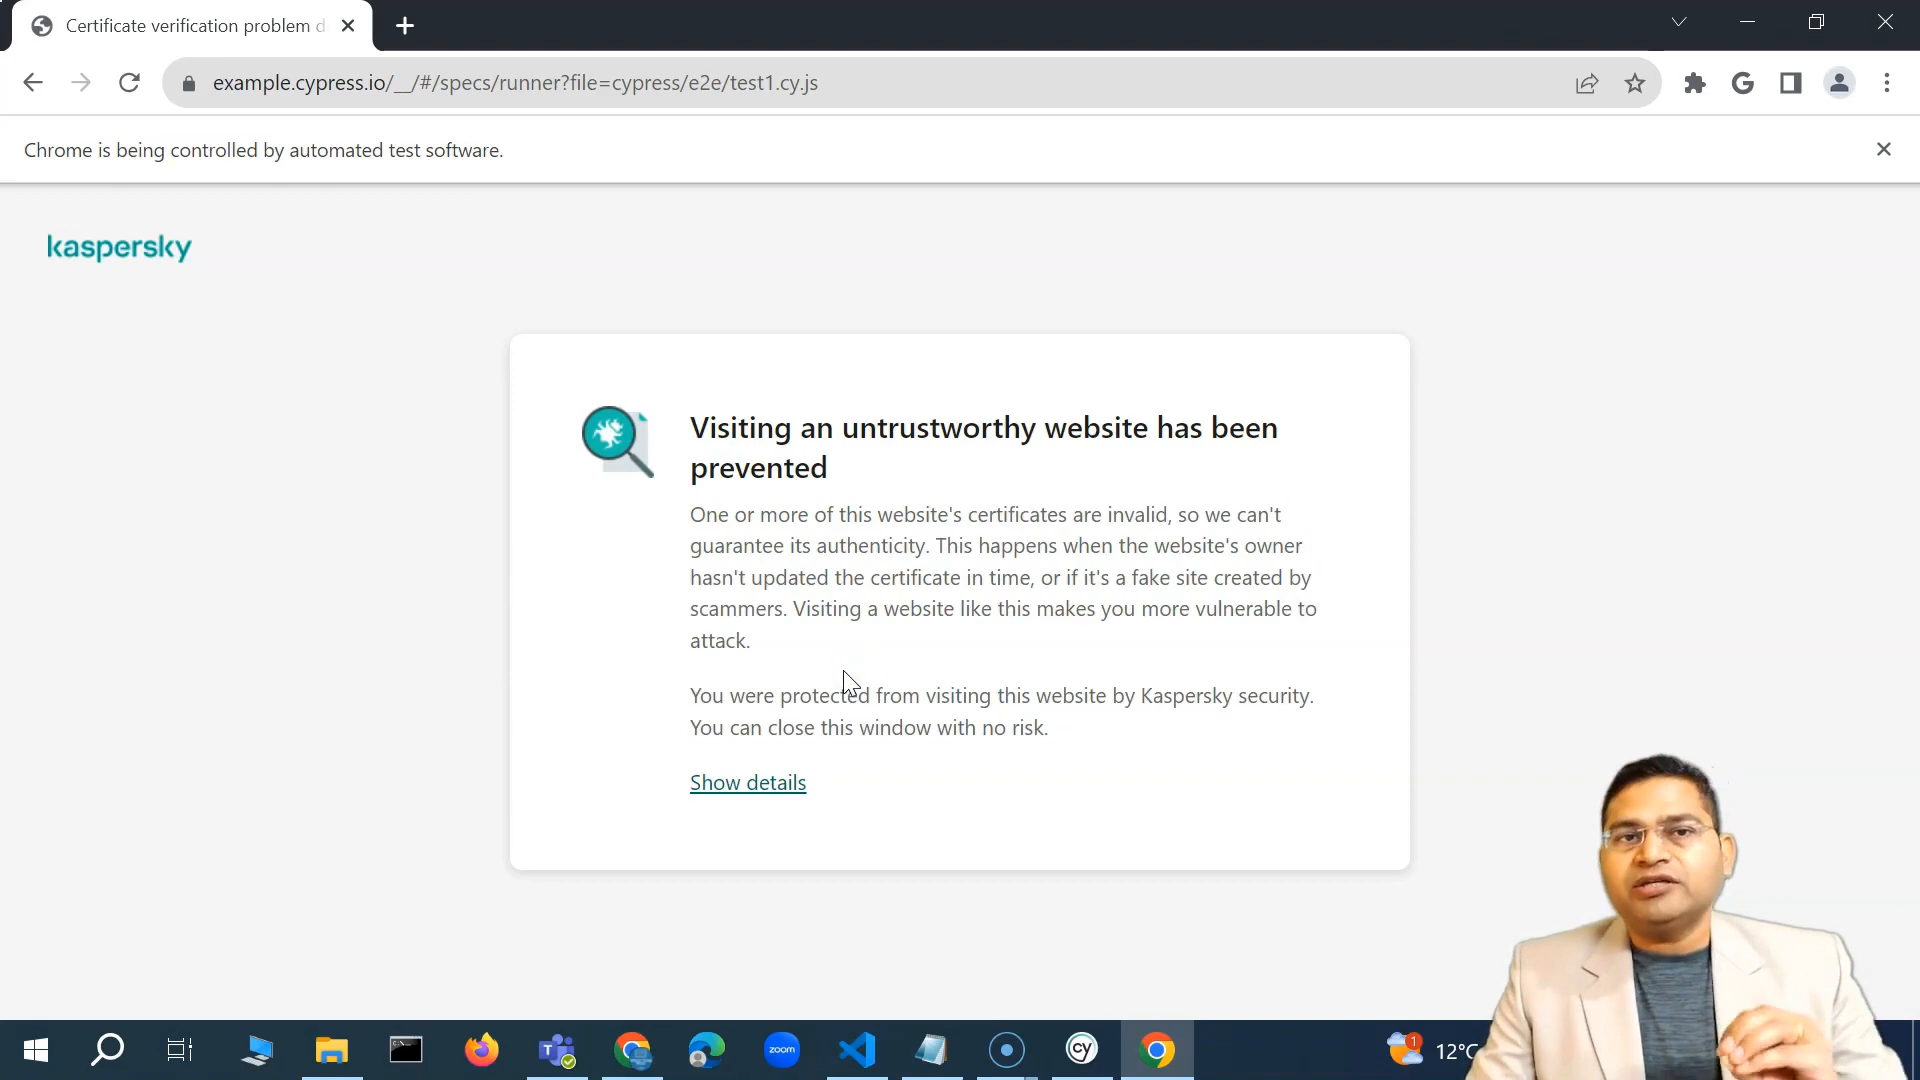 Certificate verification problem d
example.cypress.io/__/#/specs/runner?file=cypress/e2e/test1.cy.js
Chrome is being controlled by automated test software.
kaspersky
Visiting an untrustworthy website has been
prevented
One or more of this website's certificates are invalid, so we can't
guarantee its authenticity. This happens when the website's owner
hasn't updated the certificate in time, or if it's a fake site created by
scammers. Visiting a website like this makes you more vulnerable to
attack.
You were protected from visiting this website by Kaspersky security.
You can close this window with no risk.
Show details
zoom
cy
1
12°C